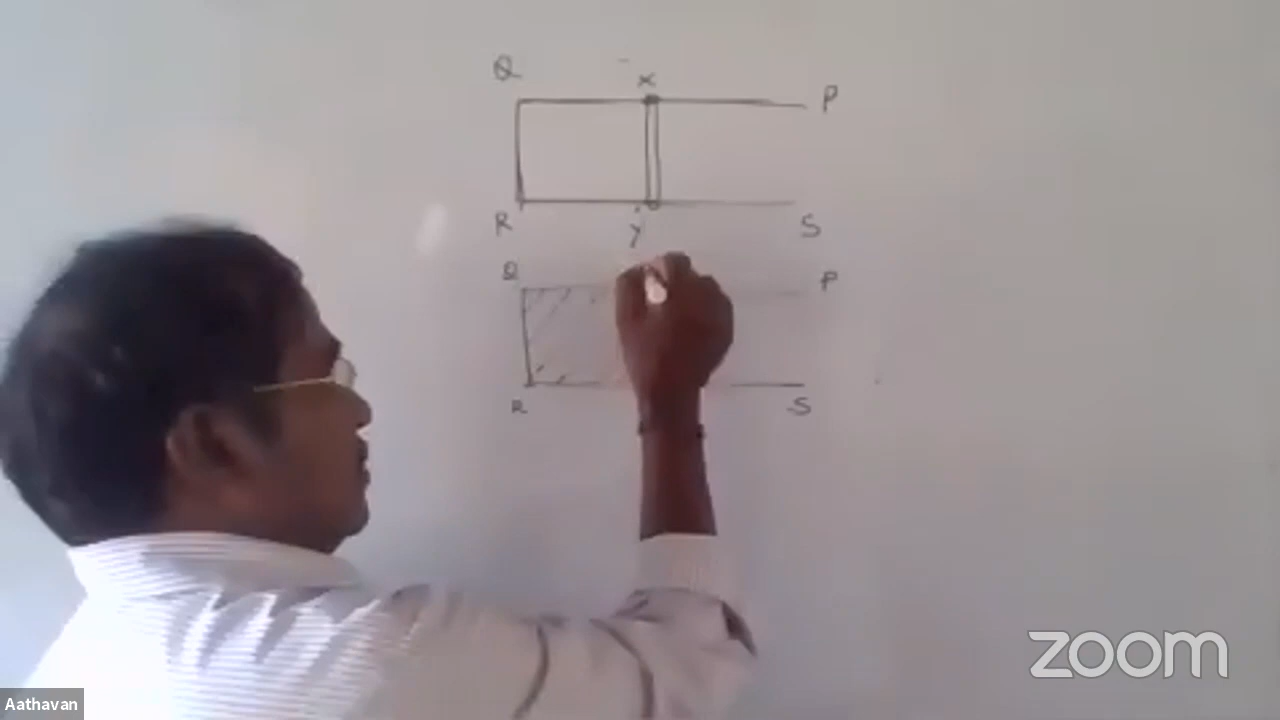 Q X P
R Y S
Q P
R S
zoom
Aathavan